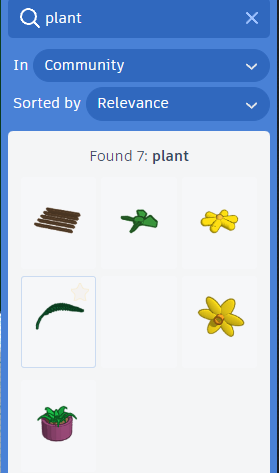 plant
In Community
Sorted by Relevance
Found 7: plant